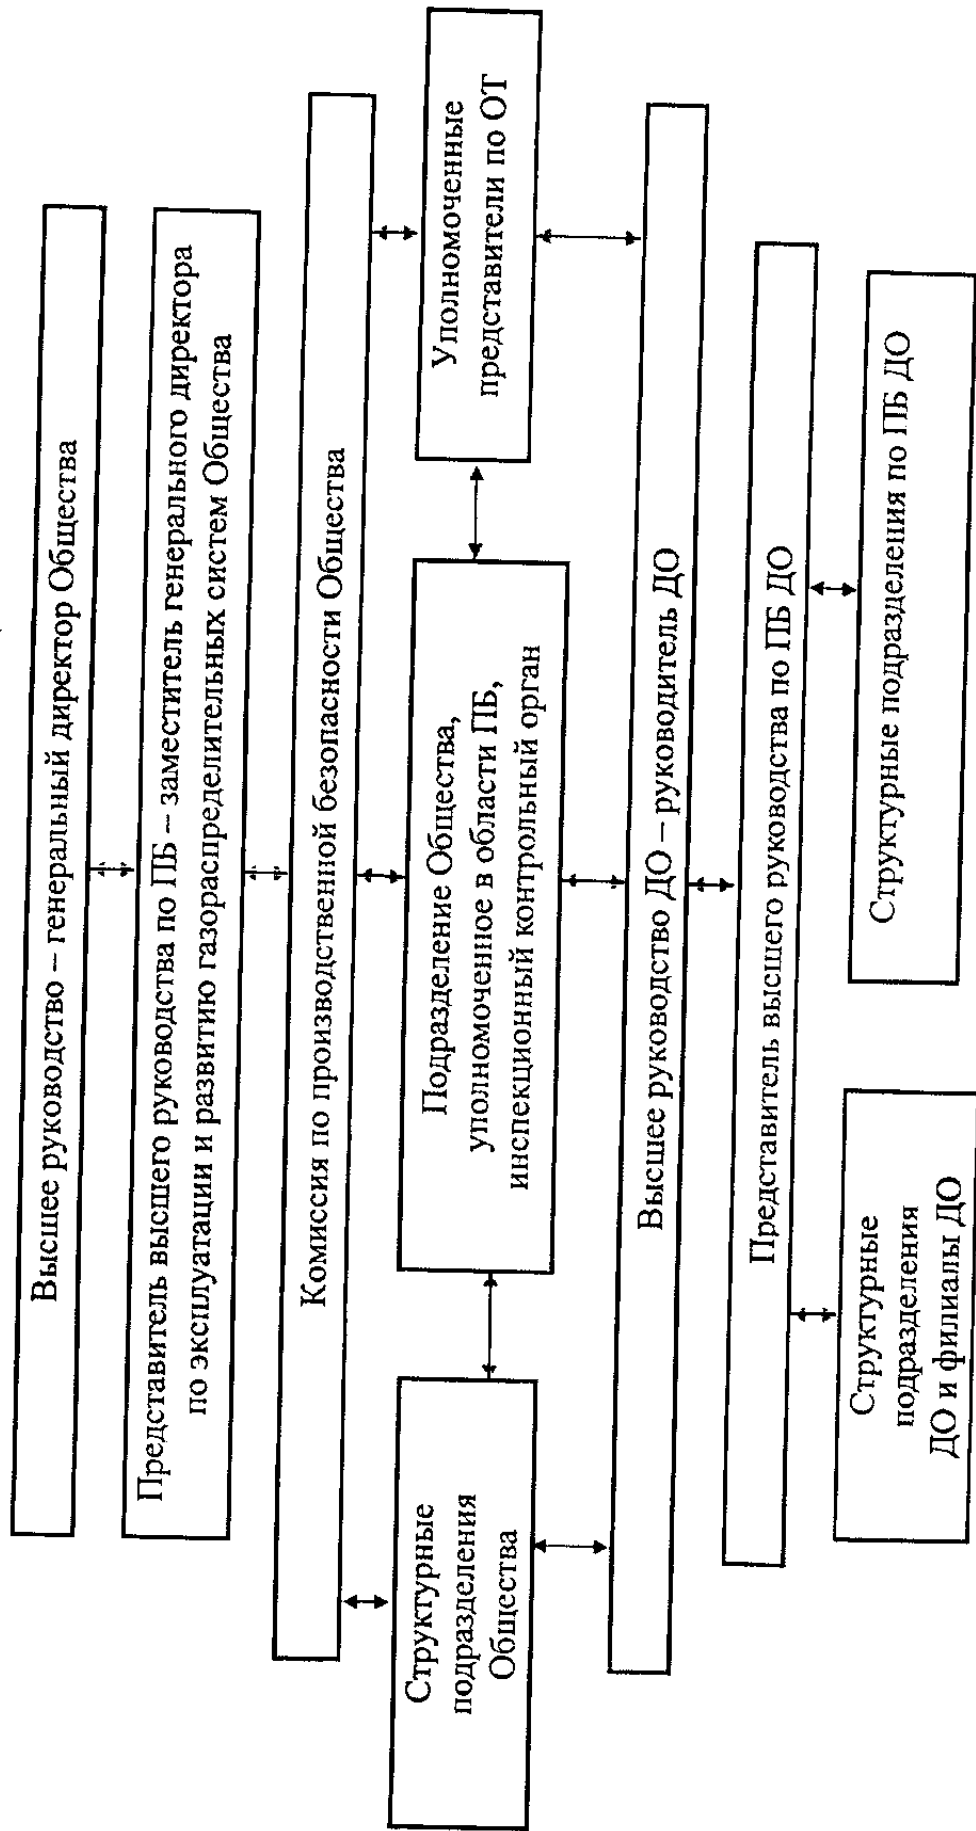 Высшее руководство – генеральный директор Общества
Представитель высшего руководства по ПБ – заместитель генерального директора
по эксплуатации и развитию газораспределительных систем Общества
Комиссия по производственной безопасности Общества
Структурные
подразделения
Общества
Подразделение Общества,
уполномоченное в области ПБ,
инспекционный контрольный орган
Уполномоченные
представители по ОТ
Высшее руководство ДО – руководитель ДО
Представитель высшего руководства по ПБ ДО
Структурные
подразделения
ДО и филиалы ДО
Структурные подразделения по ПБ ДО